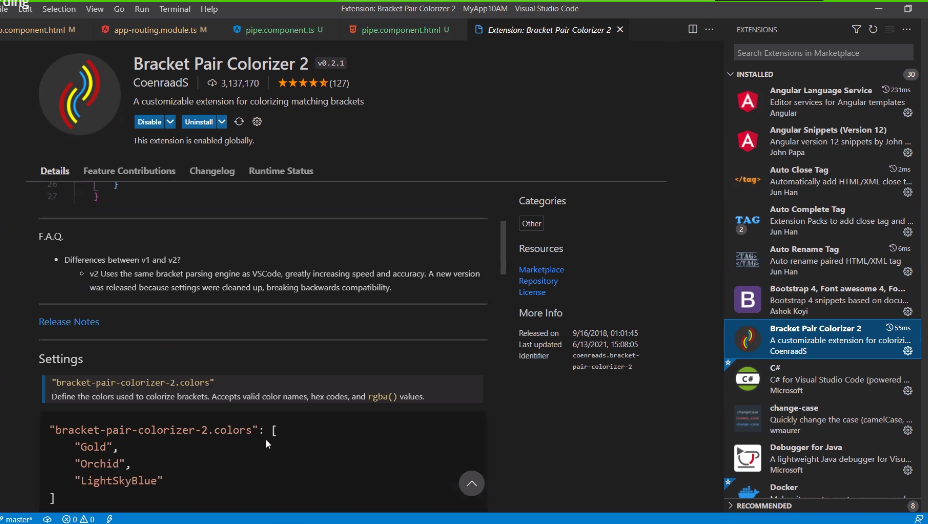 rding
File Edit Selection View Go Run Terminal Help
Extension: Bracket Pair Colorizer 2 - MyApp10AM - Visual Studio Code
o.component.html M
app-routing.module.ts M
pipe.component.ts U
pipe.component.html U
Extension: Bracket Pair Colorizer 2
Bracket Pair Colorizer 2 v0.2.1
CoenraadS 3,137,170 (127)
A customizable extension for colorizing matching brackets
Disable Uninstall
This extension is enabled globally.
Details Feature Contributions Changelog Runtime Status
26 }
27 }
F.A.Q.
Differences between v1 and v2?
v2 Uses the same bracket parsing engine as VSCode, greatly increasing speed and accuracy. A new version
was released because settings were cleaned up, breaking backwards compatibility.
Release Notes
Settings
"bracket-pair-colorizer-2.colors"
Define the colors used to colorize brackets. Accepts valid color names, hex codes, and rgba() values.
"bracket-pair-colorizer-2.colors": [
"Gold",
"Orchid",
"LightSkyBlue"
]
Categories
Other
Resources
Marketplace
Repository
License
More Info
Released on 9/16/2018, 01:01:45
Last updated 6/13/2021, 15:08:05
Identifier coenraads.bracket-
pair-colorizer-2
EXTENSIONS
Search Extensions in Marketplace
INSTALLED 30
Angular Language Service 231ms
Editor services for Angular templates
Angular
Angular Snippets (Version 12)
Angular version 12 snippets by John ...
John Papa
</tag>
Auto Close Tag 2ms
Automatically add HTML/XML close t...
Jun Han
TAG
2
Auto Complete Tag
Extension Packs to add close tag and ...
Jun Han
Auto Rename Tag 6ms
Auto rename paired HTML/XML tag
Jun Han
B
Bootstrap 4, Font awesome 4, Fo...
Bootstrap 4 snippets based on docu...
Ashok Koyi
Bracket Pair Colorizer 2 55ms
A customizable extension for colorizi...
CoenraadS
C#
C#
C# for Visual Studio Code (powered ...
Microsoft
change-case
Quickly change the case (camelCase, ...
wmaurer
Debugger for Java
A lightweight Java debugger for Visu...
Microsoft
Docker
RECOMMENDED 8
master* 0 0